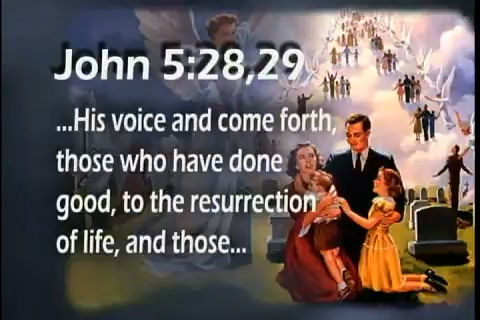 John 5:28,29
...His voice and come forth,
those who have done
good, to the resurrection
of life, and those...